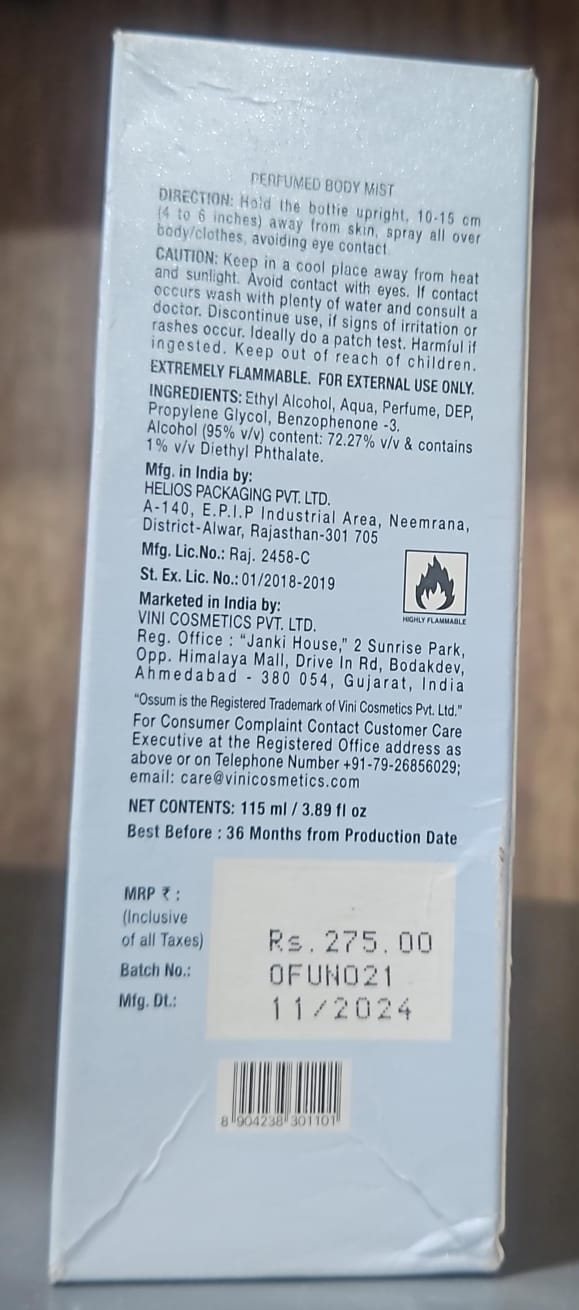 PERFUMED BODY MIST
DIRECTION: Hold the bottle upright, 10-15 cm
(4 to 6 inches) away from skin, spray all over
body/clothes, avoiding eye contact.
CAUTION: Keep in a cool place away from heat
and sunlight. Avoid contact with eyes. If contact
occurs wash with plenty of water and consult a
doctor. Discontinue use, if signs of irritation or
rashes occur. Ideally do a patch test. Harmful if
ingested. Keep out of reach of children.
EXTREMELY FLAMMABLE. FOR EXTERNAL USE ONLY.
INGREDIENTS: Ethyl Alcohol, Aqua, Perfume, DEP,
Propylene Glycol, Benzophenone -3.
Alcohol (95% v/v) content: 72.27% v/v & contains
1% v/v Diethyl Phthalate.
Mfg. in India by:
HELIOS PACKAGING PVT. LTD.
A-140, E.P.I.P Industrial Area, Neemrana,
District-Alwar, Rajasthan-301 705
Mfg. Lic.No.: Raj. 2458-C
St. Ex. Lic. No.: 01/2018-2019
HIGHLY FLAMMABLE
Marketed in India by:
VINI COSMETICS PVT. LTD.
Reg. Office : "Janki House," 2 Sunrise Park,
Opp. Himalaya Mall, Drive In Rd, Bodakdev,
Ahmedabad - 380 054, Gujarat, India
"Ossum is the Registered Trademark of Vini Cosmetics Pvt. Ltd."
For Consumer Complaint Contact Customer Care
Executive at the Registered Office address as
above or on Telephone Number +91-79-26856029;
email: care@vinicosmetics.com
NET CONTENTS: 115 ml / 3.89 fl oz
Best Before : 36 Months from Production Date
MRP ₹ :
(Inclusive
of all Taxes) Rs. 275.00
Batch No.: OFUN021
Mfg. Dt.: 11/2024
8 904238 301101